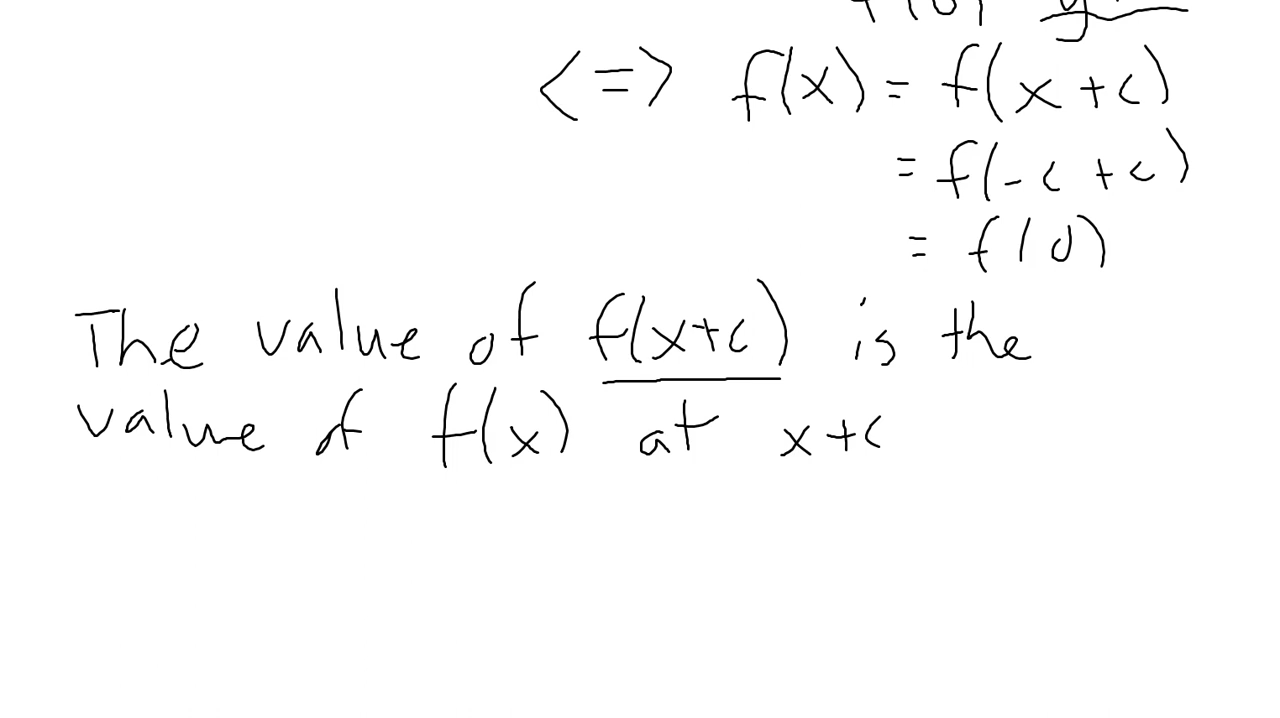 <=> f(x) = f(x+c)
= f(-c+c)
= f(0)
The value of f(x+c) is the
value of f(x) at x+c